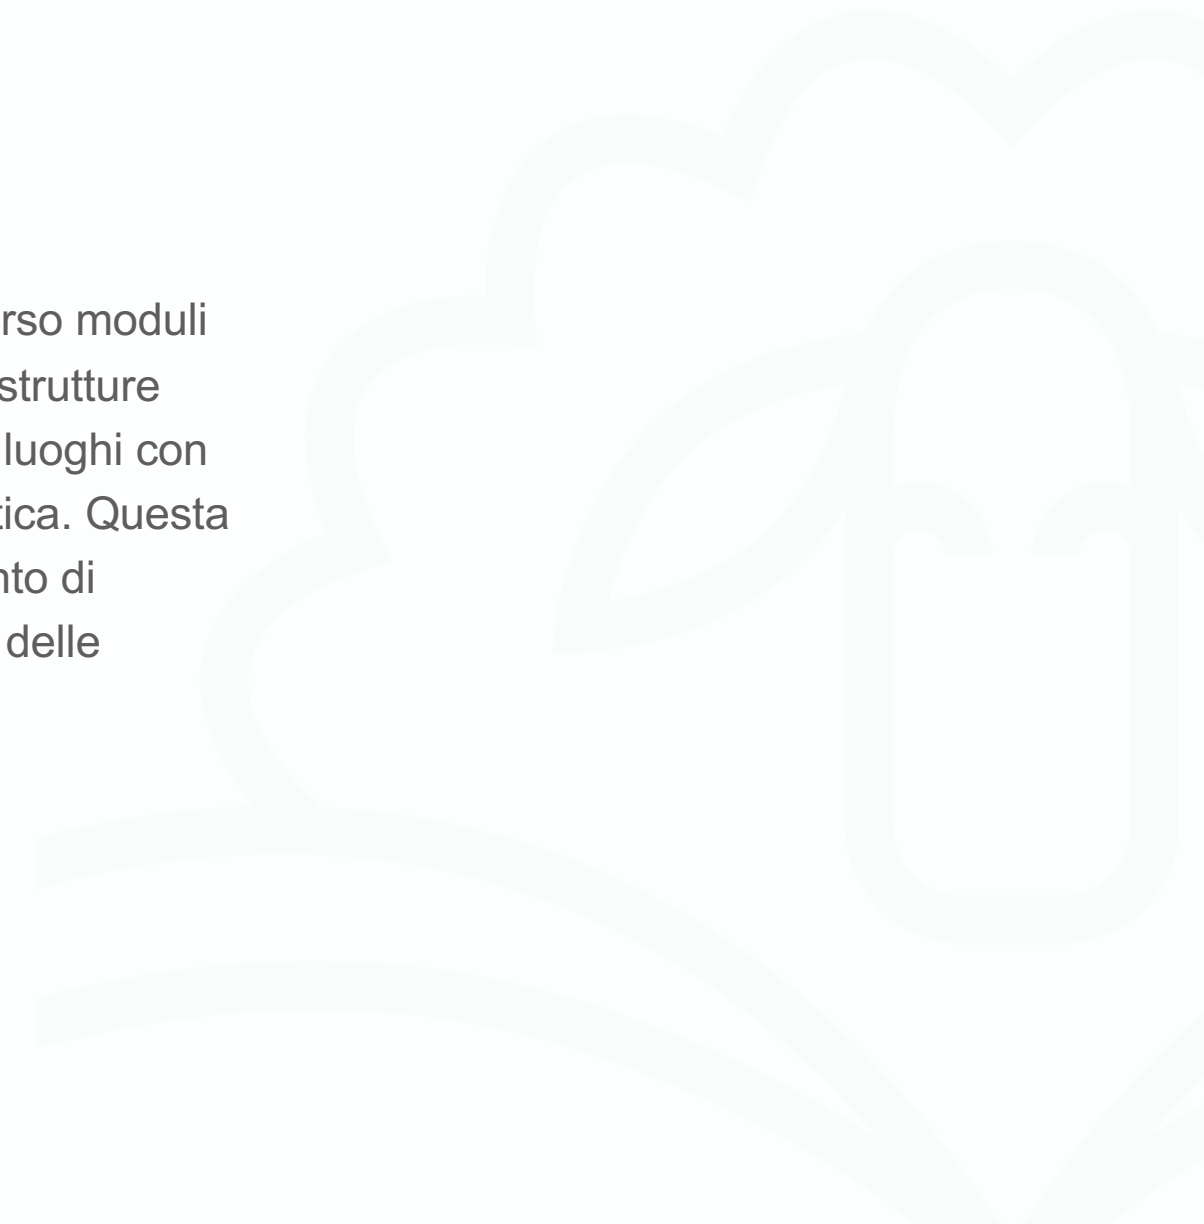 rso moduli
strutture
luoghi con
tica. Questa
nto di
delle